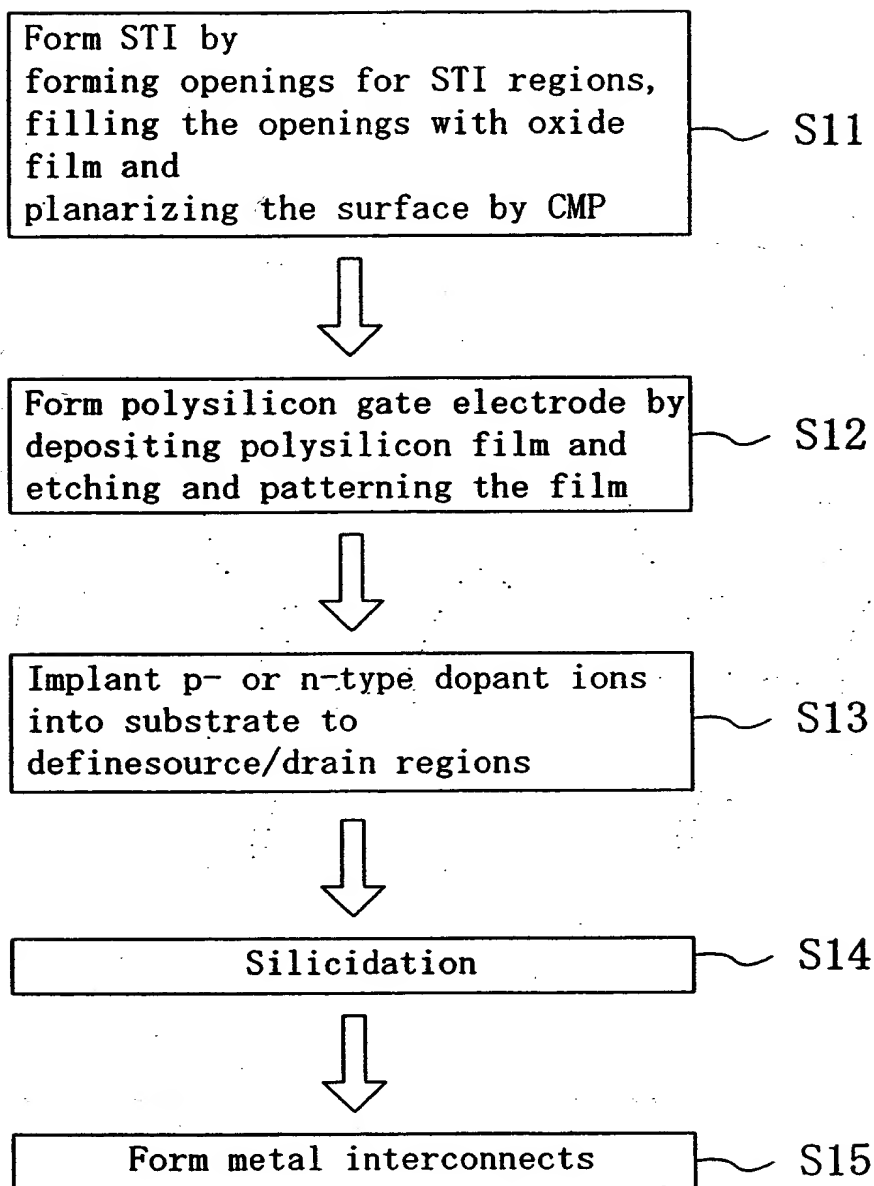 Form STI by
forming openings for STI regions,
filling the openings with oxide
film and
planarizing the surface by CMP
S11
Form polysilicon gate electrode by
depositing polysilicon film and
etching and patterning the film
S12
Implant p- or n-type dopant ions
into substrate to
definesource/drain regions
S13
Silicidation
S14
Form metal interconnects
S15